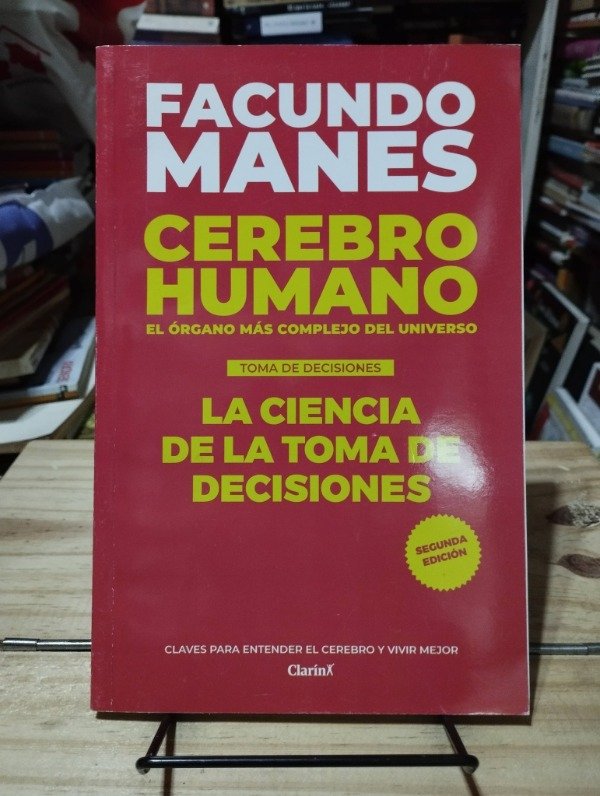 FACUNDO
MANES
CEREBRO
HUMANO
EL ÓRGANO MÁS COMPLEJO DEL UNIVERSO
TOMA DE DECISIONES
LA CIENCIA
DE LA TOMA DE
DECISIONES
SEGUNDA
EDICIÓN
CLAVES PARA ENTENDER EL CEREBRO Y VIVIR MEJOR
Clarín